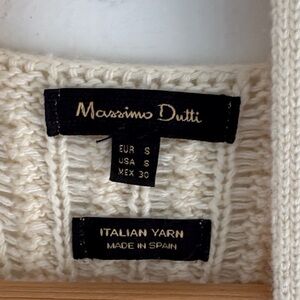 Massimo Dutti
EUR S
USA S
MEX 30
ITALIAN YARN
MADE IN SPAIN